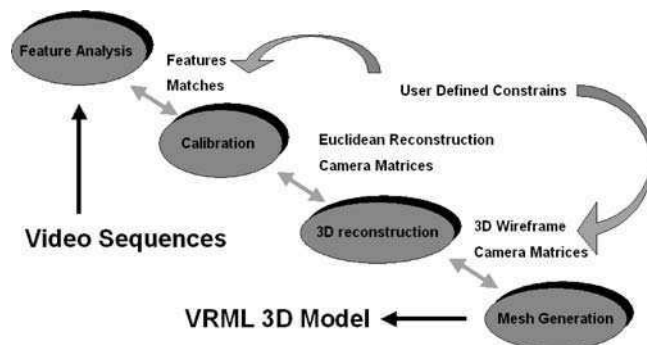 Feature Analysis
Features
Matches
User Defined Constrains
Calibration
Euclidean Reconstruction
Camera Matrices
Video Sequences
3D reconstruction
3D Wireframe
Camera Matrices
VRML 3D Model
Mesh Generation